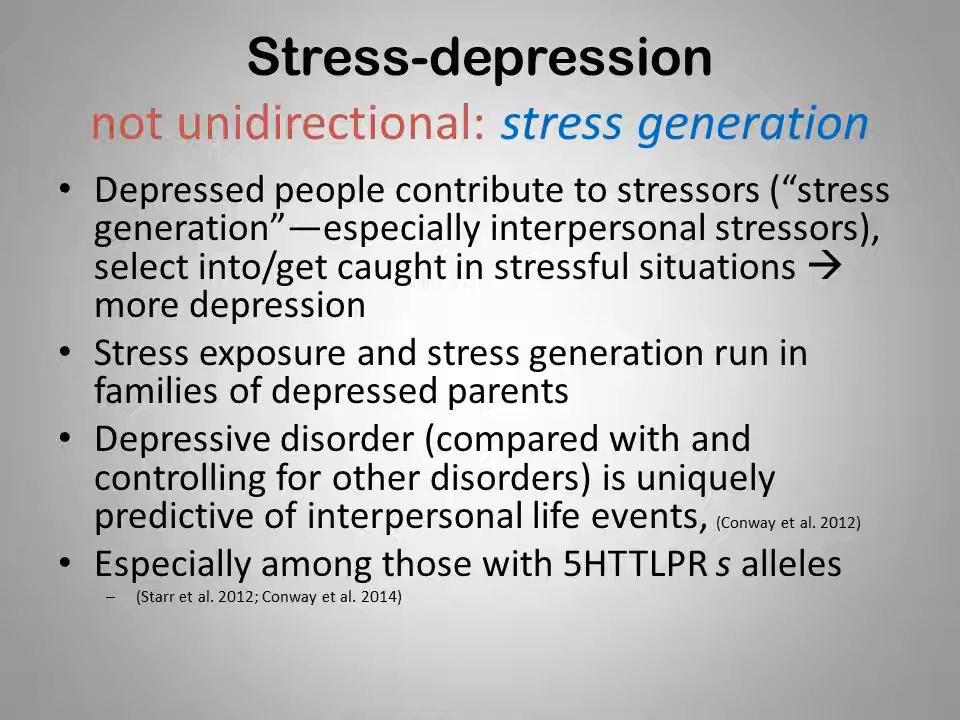 Stress-depression
not unidirectional: stress generation
• Depressed people contribute to stressors (“stress
generation”—especially interpersonal stressors),
select into/get caught in stressful situations →
more depression
• Stress exposure and stress generation run in
families of depressed parents
• Depressive disorder (compared with and
controlling for other disorders) is uniquely
predictive of interpersonal life events, (Conway et al. 2012)
• Especially among those with 5HTTLPR s alleles
– (Starr et al. 2012; Conway et al. 2014)